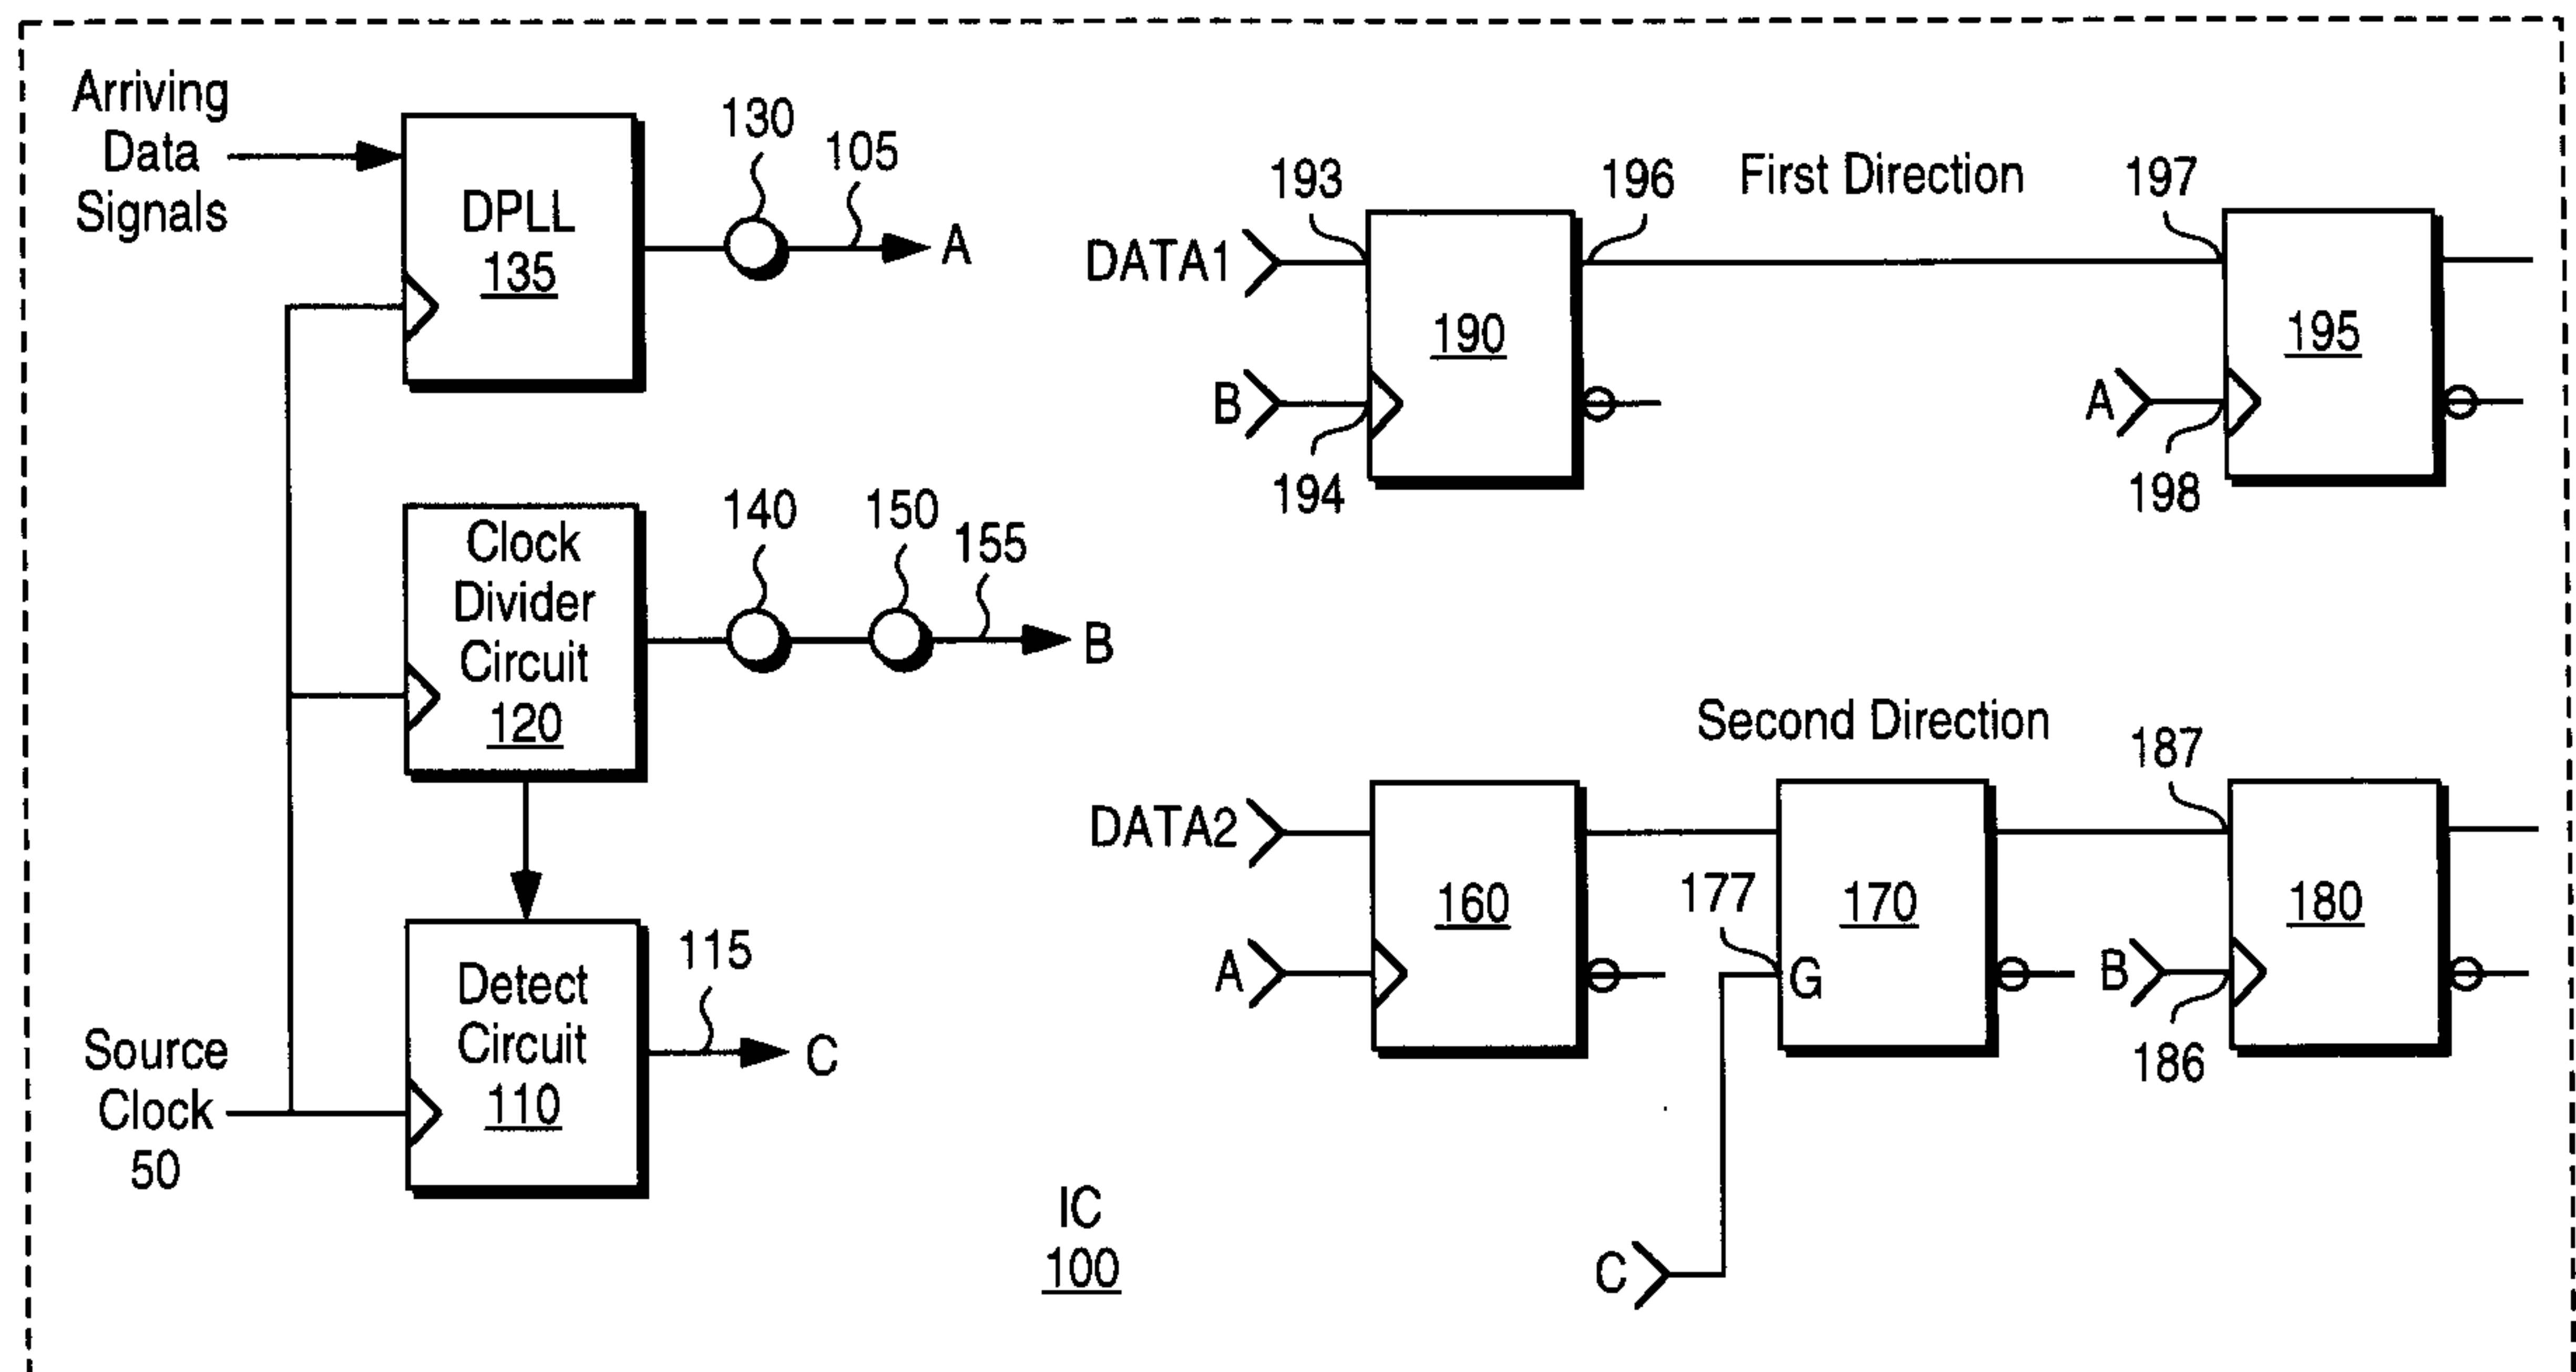 Arriving
Data
Signals
DPLL
135
130
105
A
Clock
Divider
Circuit
120
140
150
155
B
Detect
Circuit
110
115
C
Source
Clock
50
First Direction
DATA1
193
190
196
B
194
197
195
A
198
Second Direction
DATA2
160
A
177
170
G
187
180
B
186
C
IC
100